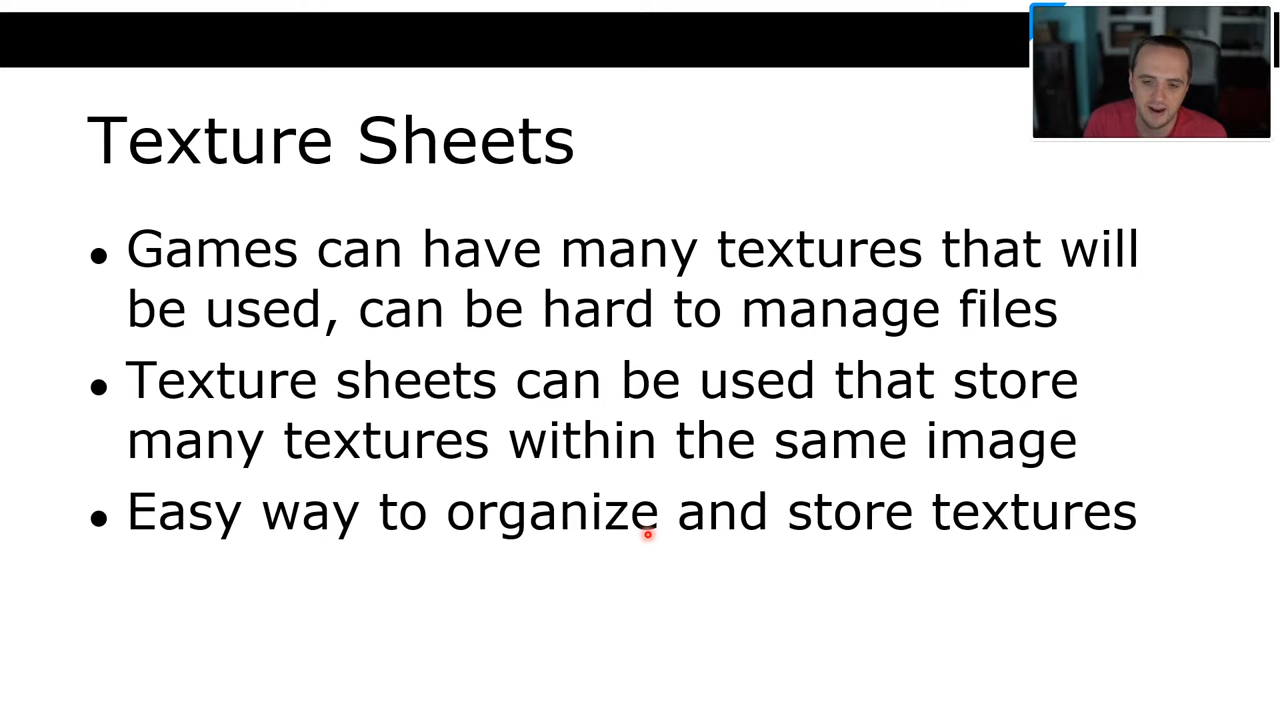 Texture Sheets
• Games can have many textures that will
be used, can be hard to manage files
• Texture sheets can be used that store
many textures within the same image
• Easy way to organize and store textures